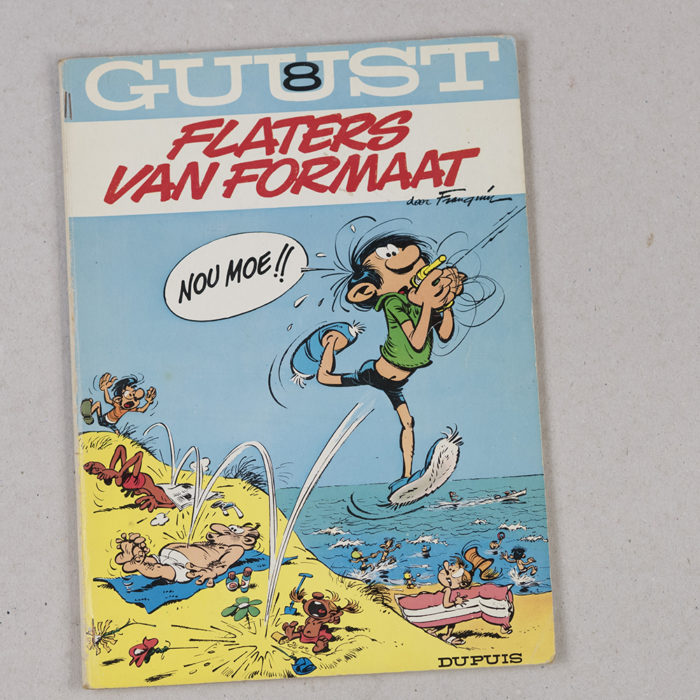 GUUST
8
FLATERS
VAN FORMAAT
door Franquin
NOU MOE!!
DUPUIS